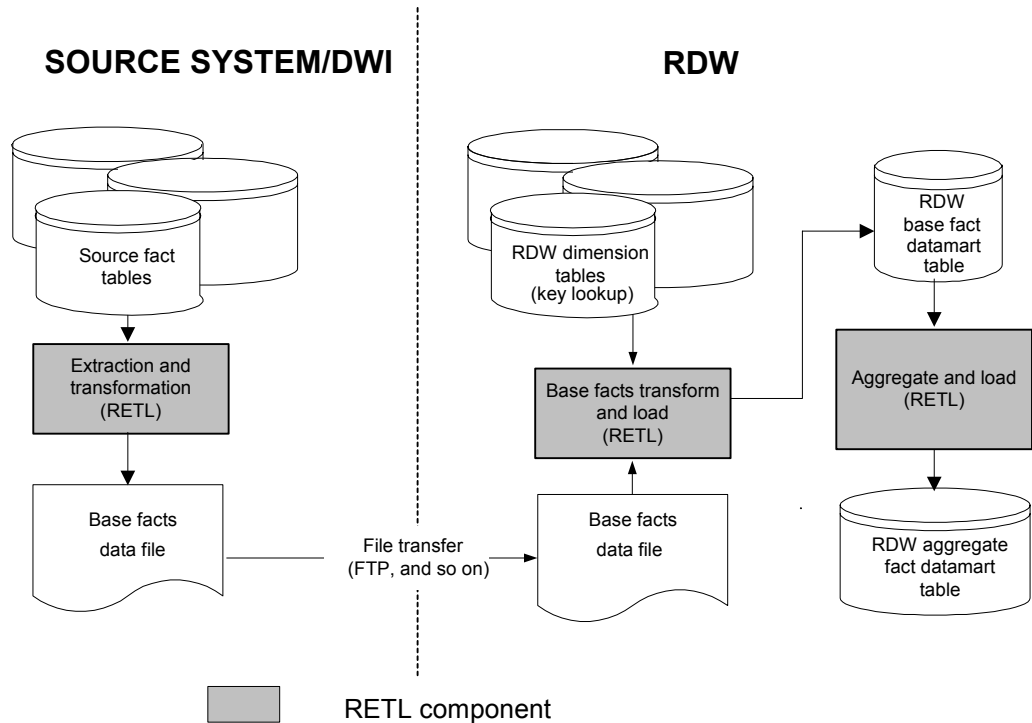 SOURCE SYSTEM/DWI
RDW
Source fact
tables
Extraction and
transformation
(RETL)
Base facts
data file
File transfer
(FTP, and so on)
RDW dimension
tables
(key lookup)
Base facts transform
and load
(RETL)
Base facts
data file
RDW
base fact
datamart
table
Aggregate and load
(RETL)
RDW aggregate
fact datamart
table
RETL component